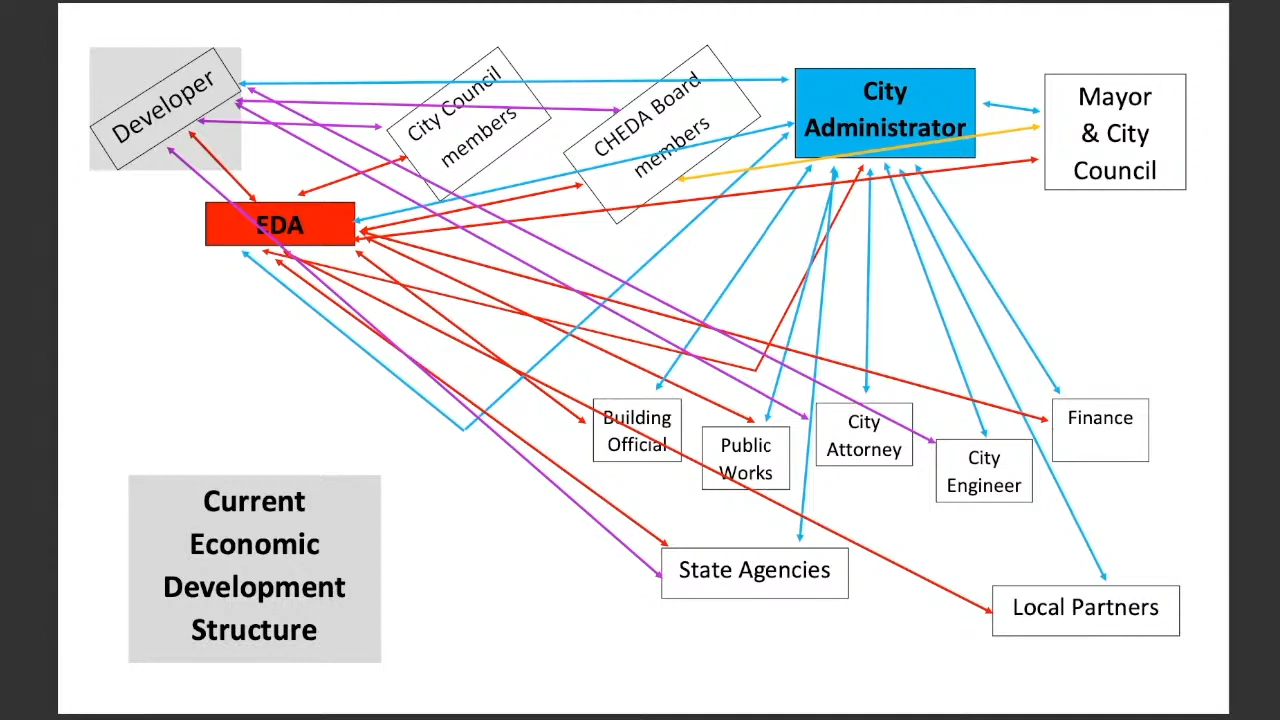 Developer
City Council
members
CHEDA Board
members
City
Administrator
Mayor
& City
Council
EDA
Building
Official
Public
Works
City
Attorney
City
Engineer
Finance
Current
Economic
Development
Structure
State Agencies
Local Partners